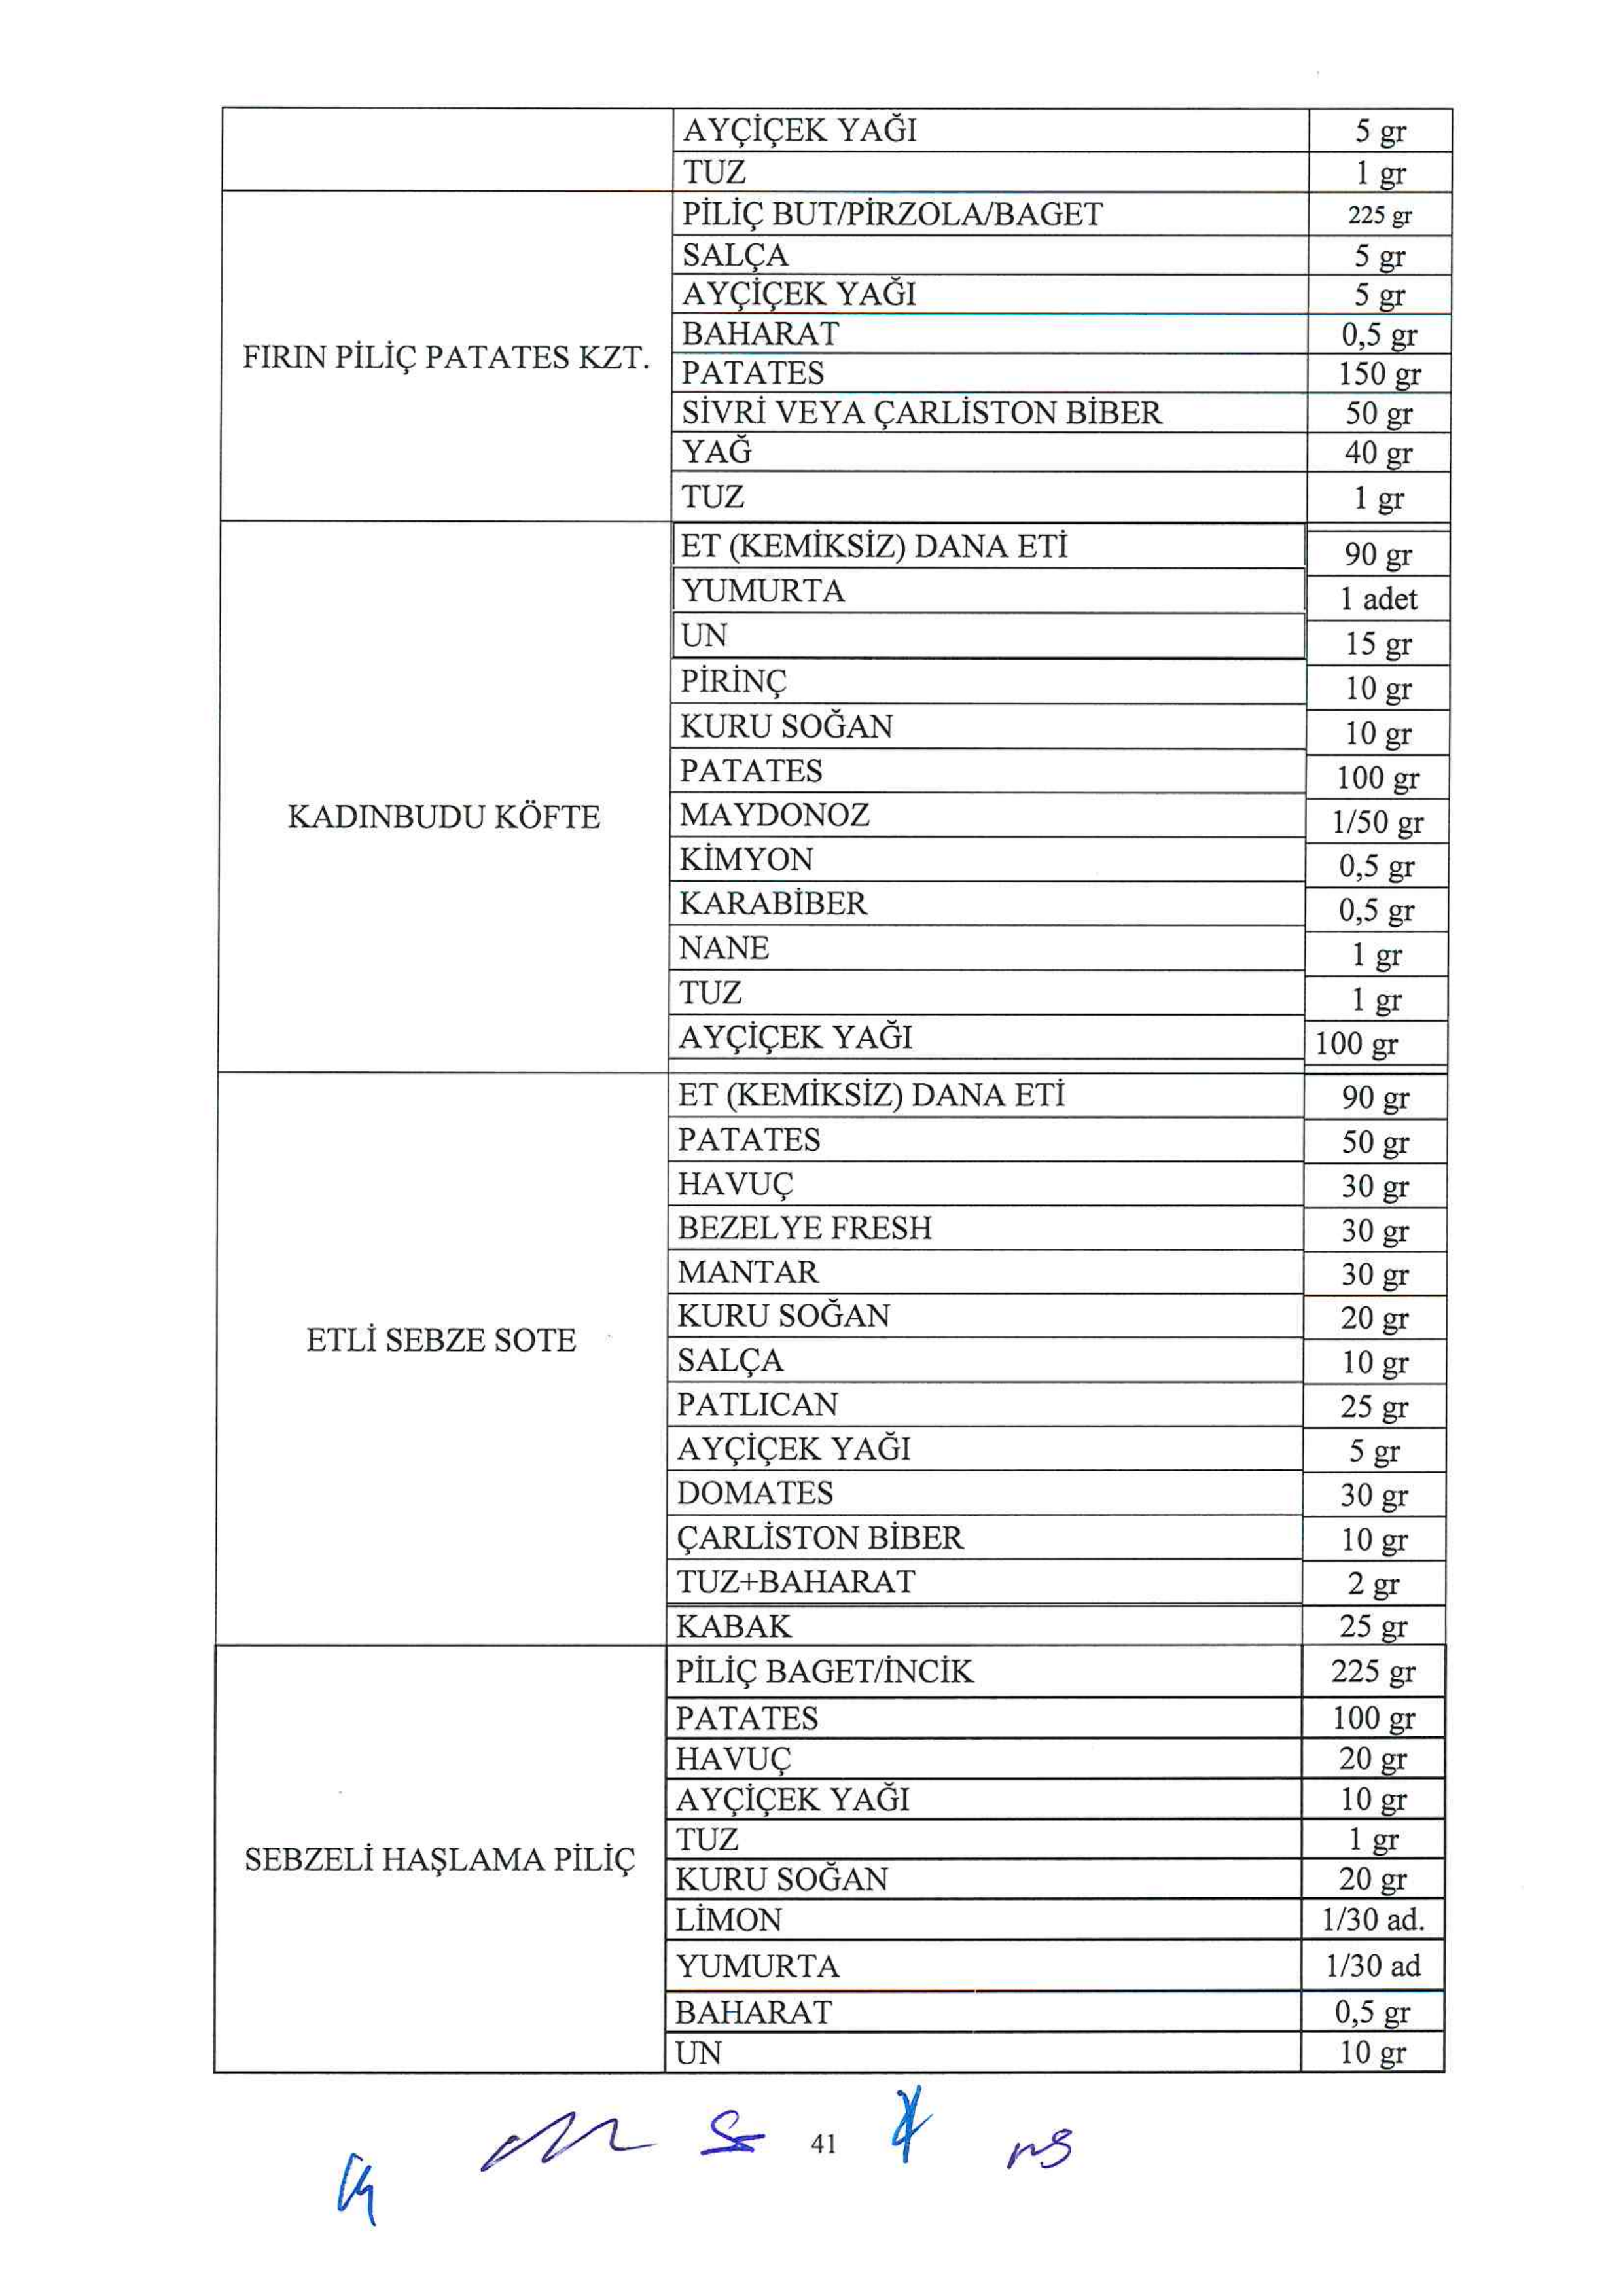 AYÇİÇEK YAĞI 5 gr
TUZ 1 gr
PİLİÇ BUT/PİRZOLA/BAGET 225 gr
SALÇA 5 gr
AYÇİÇEK YAĞI 5 gr
BAHARAT 0,5 gr
FIRIN PİLİÇ PATATES KZT.
PATATES 150 gr
SİVRİ VEYA ÇARLİSTON BİBER 50 gr
YAĞ 40 gr
TUZ 1 gr
ET (KEMİKSİZ) DANA ETİ 90 gr
YUMURTA 1 adet
UN 15 gr
PİRİNÇ 10 gr
KURU SOĞAN 10 gr
PATATES 100 gr
KADINBUDU KÖFTE
MAYDONOZ 1/50 gr
KİMYON 0,5 gr
KARABİBER 0,5 gr
NANE 1 gr
TUZ 1 gr
AYÇİÇEK YAĞI 100 gr
ET (KEMİKSİZ) DANA ETİ 90 gr
PATATES 50 gr
HAVUÇ 30 gr
BEZELYE FRESH 30 gr
MANTAR 30 gr
KURU SOĞAN 20 gr
ETLİ SEBZE SOTE
SALÇA 10 gr
PATLICAN 25 gr
AYÇİÇEK YAĞI 5 gr
DOMATES 30 gr
ÇARLİSTON BİBER 10 gr
TUZ+BAHARAT 2 gr
KABAK 25 gr
PİLİÇ BAGET/İNCİK 225 gr
PATATES 100 gr
HAVUÇ 20 gr
AYÇİÇEK YAĞI 10 gr
TUZ 1 gr
SEBZELİ HAŞLAMA PİLİÇ
KURU SOĞAN 20 gr
LİMON 1/30 ad.
YUMURTA 1/30 ad
BAHARAT 0,5 gr
UN 10 gr
41